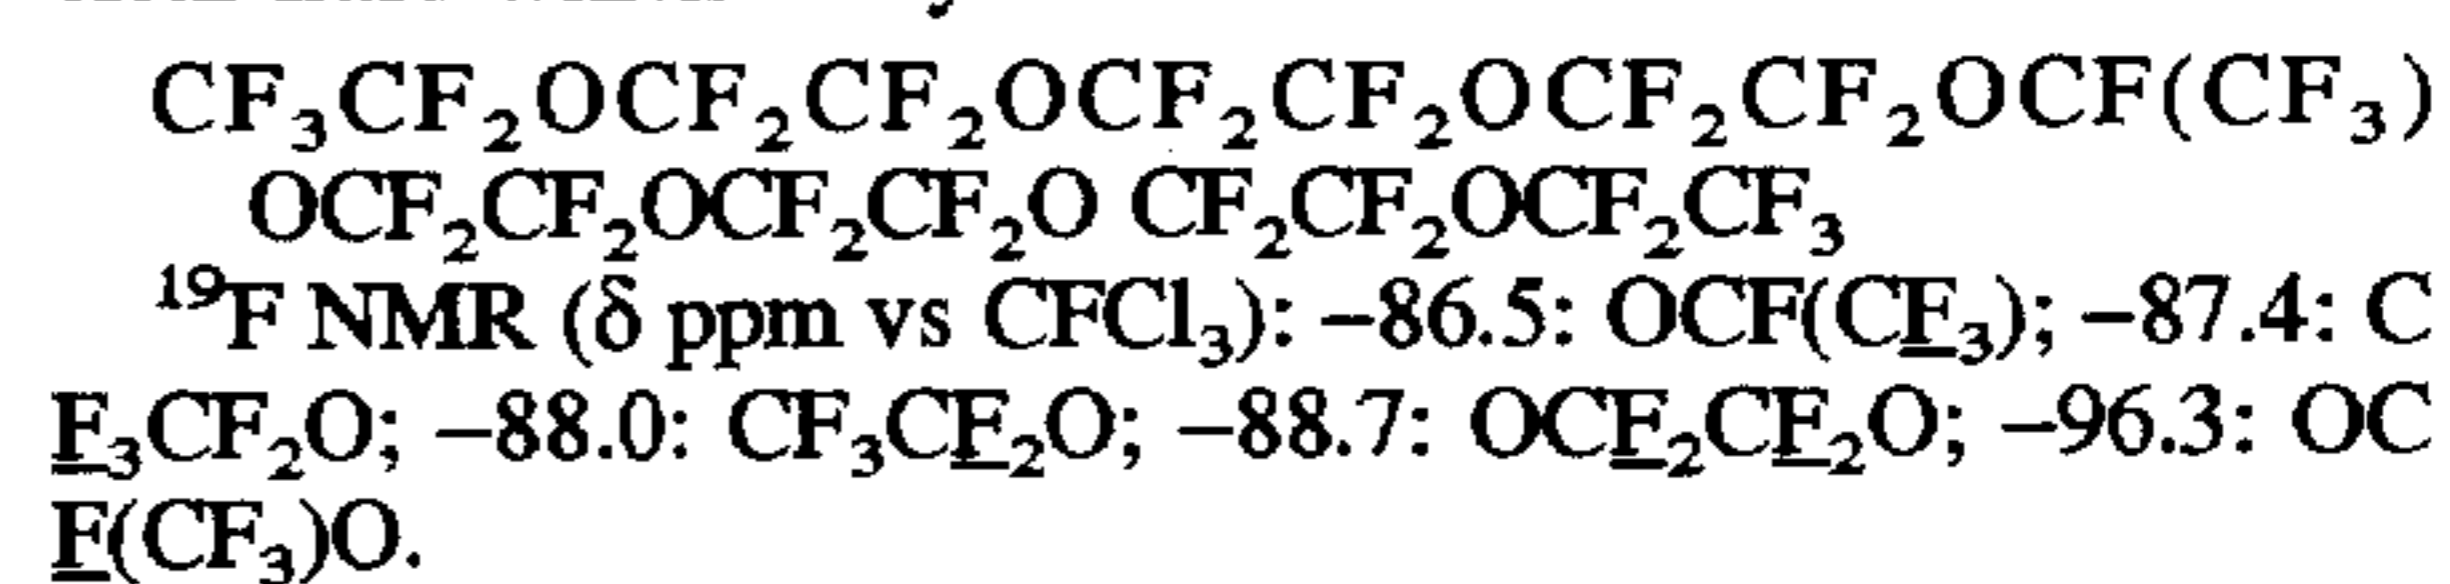 CF₃CF₂OCF₂CF₂OCF₂CF₂OCF₂CF₂OCF(CF₃)
OCF₂CF₂OCF₂CF₂O CF₂CF₂OCF₂CF₃
¹⁹F NMR (δ ppm vs CFCl₃): –86.5: OCF(CF₃); –87.4: C
F₃CF₂O; –88.0: CF₃CF₂O; –88.7: OCF₂CF₂O; –96.3: OC
F(CF₃)O.